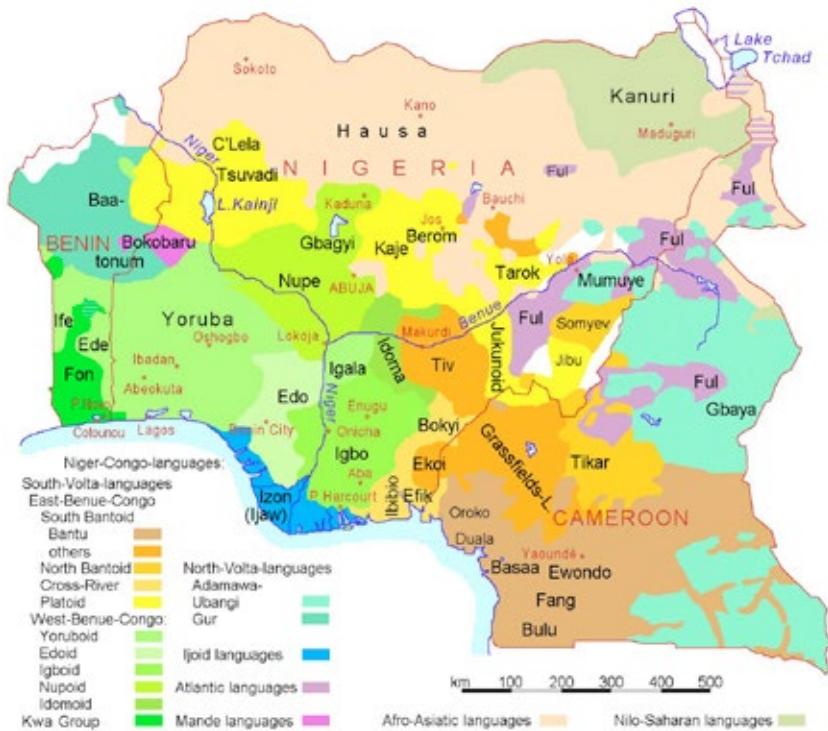 Lake
Tchad
Sokoto
Kanuri
Kano
Hausa
Maduguri
Niger
C'Lela
Tsuvadi
NIGERIA
Ful
Ful
Baa-
L.Kainji
Kaduna
Bauchi
Jos
Gbagyi
Berom
Kaje
Ful
BENIN
Bokobaru
tonum
Yola
Tarok
Mumuye
Nupe
ABUJA
Benue
Ife
Yoruba
Ful
Somyev
Oshogbo
Lokoja
Makurdi
Ede
Idoma
Jukunoid
Jibu
Ibadan
Igala
Tiv
Fon
Abeokuta
Edo
Niger
Enugu
Ful
Gbaya
P.Novo
Bokyi
Cotounou
Lagos
Benin City
Onicha
Grassfields-L.
Igbo
Ekoi
Tikar
Aba
Izon
(Ijaw)
P. Harcourt
Ibibio
Efik
Oroko
CAMEROON
Duala
Yaoundé
Basaa
Ewondo
Fang
Bulu
Niger-Congo-languages:
South-Volta-languages
East-Benue-Congo
South Bantoid
Bantu
others
North Bantoid
Cross-River
Platoid
West-Benue-Congo:
Yoruboid
Edoid
Igboid
Nupoid
Idomoid
Kwa Group
North-Volta-languages
Adamawa-
Ubangi
Gur
Ijoid languages
Atlantic languages
Mande languages
km 100 200 300 400 500
Afro-Asiatic languages
Nilo-Saharan languages